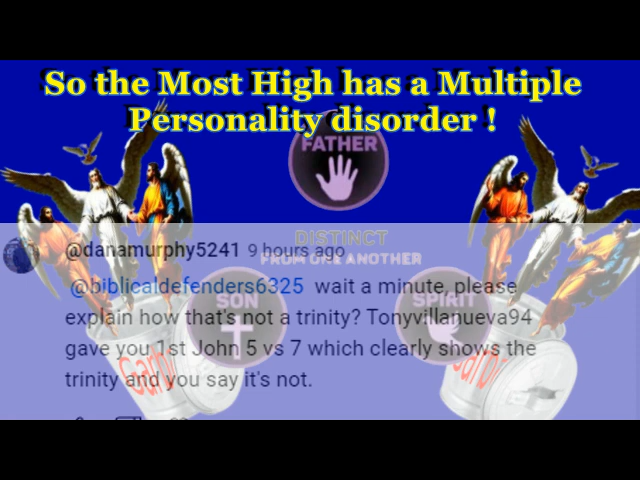 So the Most High has a Multiple
Personality disorder !
FATHER
DISTINCT
FROM ONE ANOTHER
@danamurphy5241 9 hours ago
@biblicaldefenders6325 wait a minute, please
explain how that's not a trinity? Tonyvillanueva94
gave you 1st John 5 vs 7 which clearly shows the
trinity and you say it's not.
SON
SPIRIT